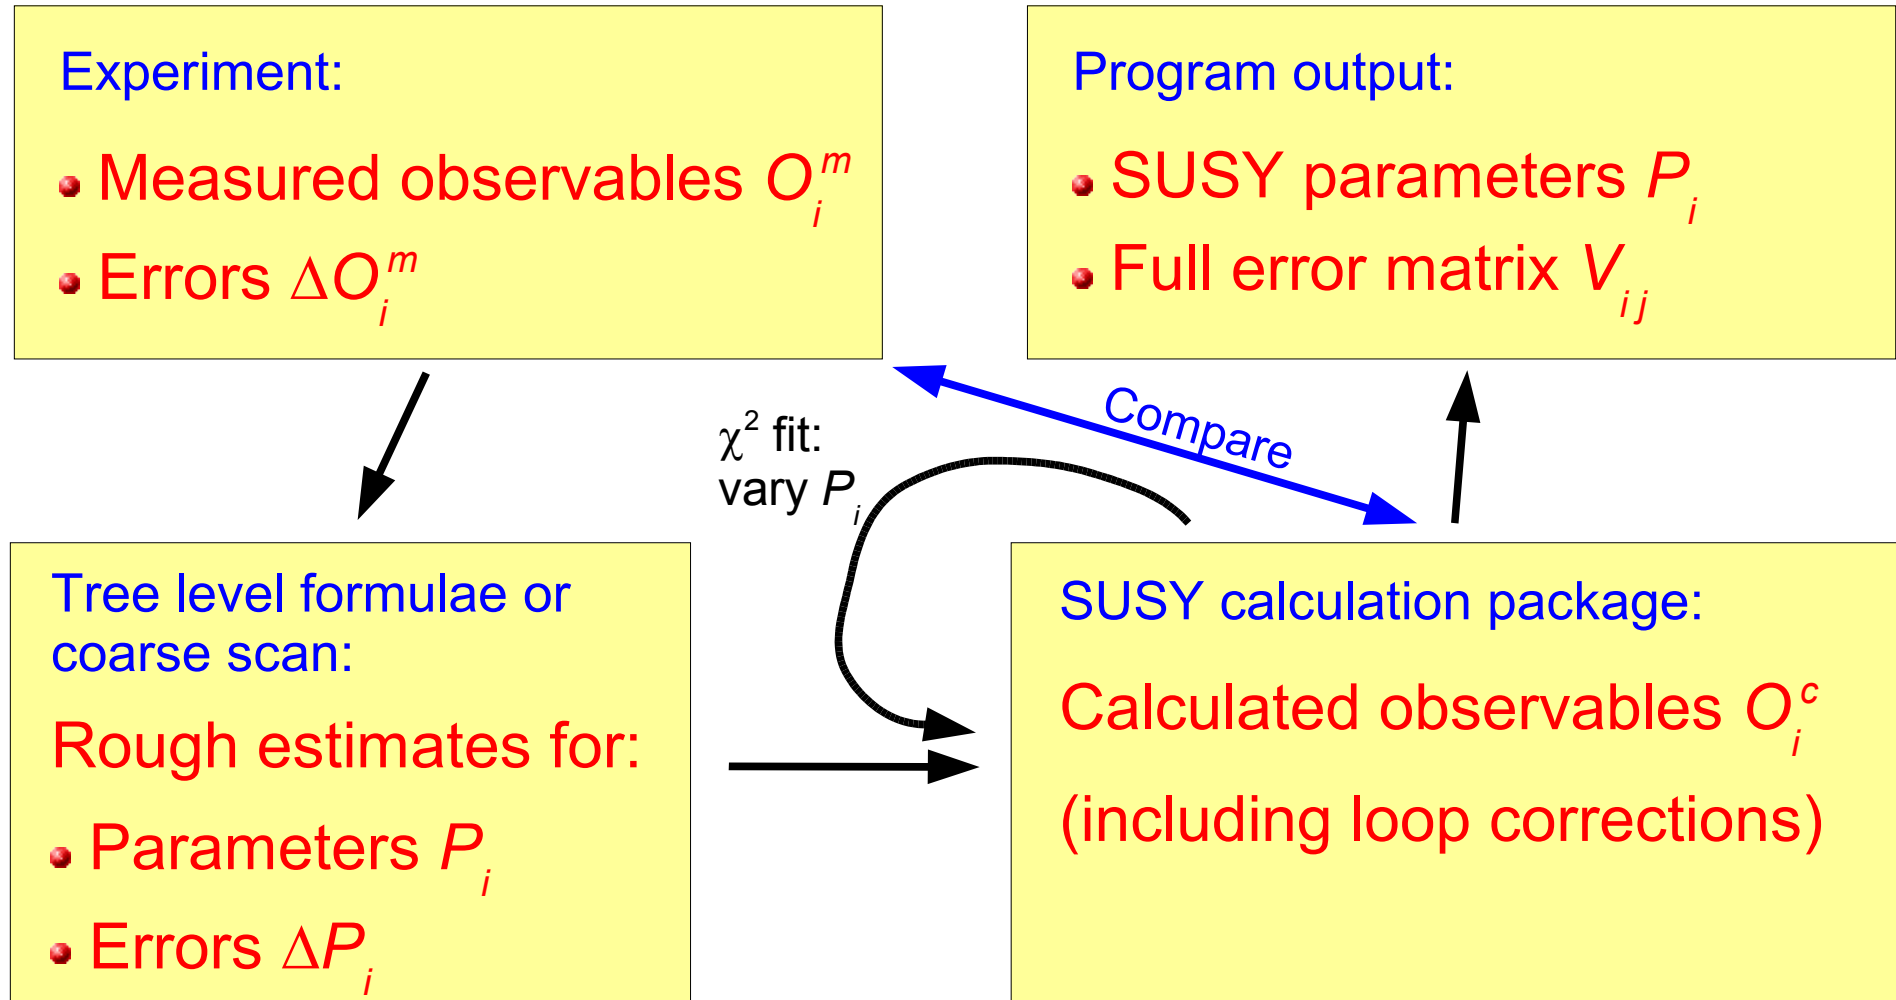 Experiment:
• Measured observables O_i^m
• Errors ΔO_i^m
Program output:
• SUSY parameters P_i
• Full error matrix V_ij
χ² fit:
vary P_i
Compare
Tree level formulae or
coarse scan:
Rough estimates for:
• Parameters P_i
• Errors ΔP_i
SUSY calculation package:
Calculated observables O_i^c
(including loop corrections)